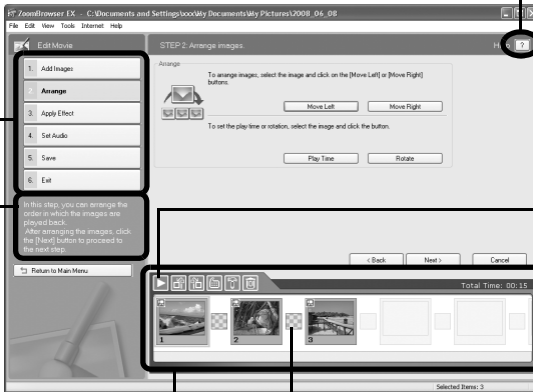 ZoomBrowser EX - C:\Documents and Settings\xxx\My Documents\My Pictures\2008_06_08
File Edit View Tools Internet Help
Edit Movie
STEP 2: Arrange images.
Help ?
1. Add Images
2. Arrange
3. Apply Effect
4. Set Audio
5. Save
6. Exit
Arrange
To arrange images, select the image and click on the [Move Left] or [Move Right]
buttons.
Move Left
Move Right
To set the play time or rotation, select the image and click the button.
Play Time
Rotate
In this step, you can arrange the
order in which the images are
played back.
After arranging the images, click
the [Next] button to proceed to
the next step.
< Back
Next >
Cancel
Return to Main Menu
Total Time: 00:15
1
2
3
Selected Items: 3